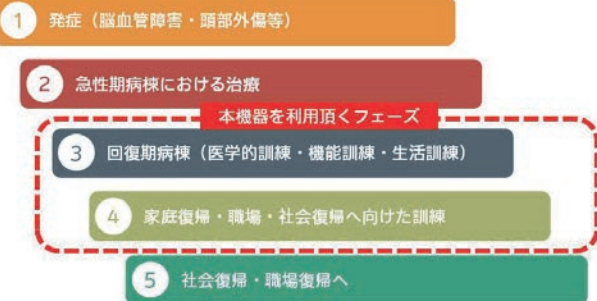 1 発症（脳血管障害・頭部外傷等）
2 急性期病棟における治療
本機器を利用頂くフェーズ
3 回復期病棟（医学的訓練・機能訓練・生活訓練）
4 家庭復帰・職場・社会復帰へ向けた訓練
5 社会復帰・職場復帰へ